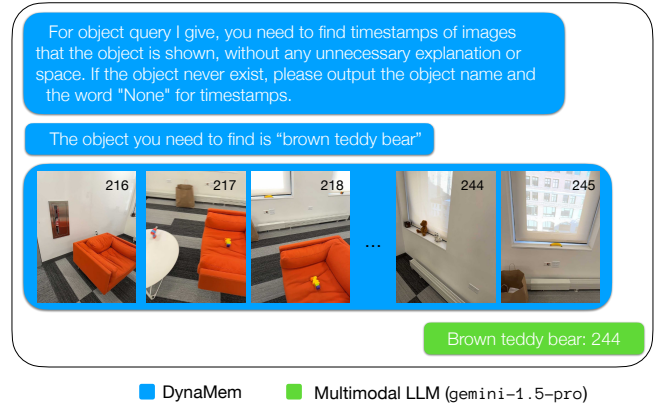 For object query I give, you need to find timestamps of images
that the object is shown, without any unnecessary explanation or
space. If the object never exist, please output the object name and
the word "None" for timestamps.
The object you need to find is “brown teddy bear”
216 217 218 ... 244 245
Brown teddy bear: 244
DynaMem Multimodal LLM (gemini-1.5-pro)